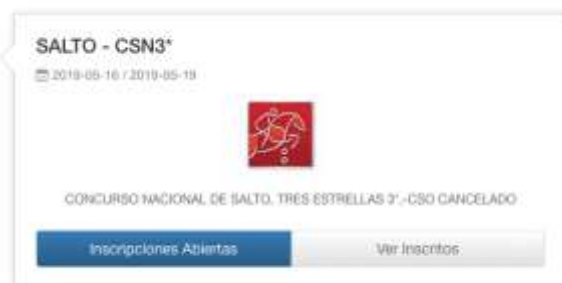 SALTO - CSN3*
2019-05-16 / 2019-05-19
CONCURSO NACIONAL DE SALTO, TRES ESTRELLAS 3*.-CSO CANCELADO
Inscripciones Abiertas
Ver Inscritos